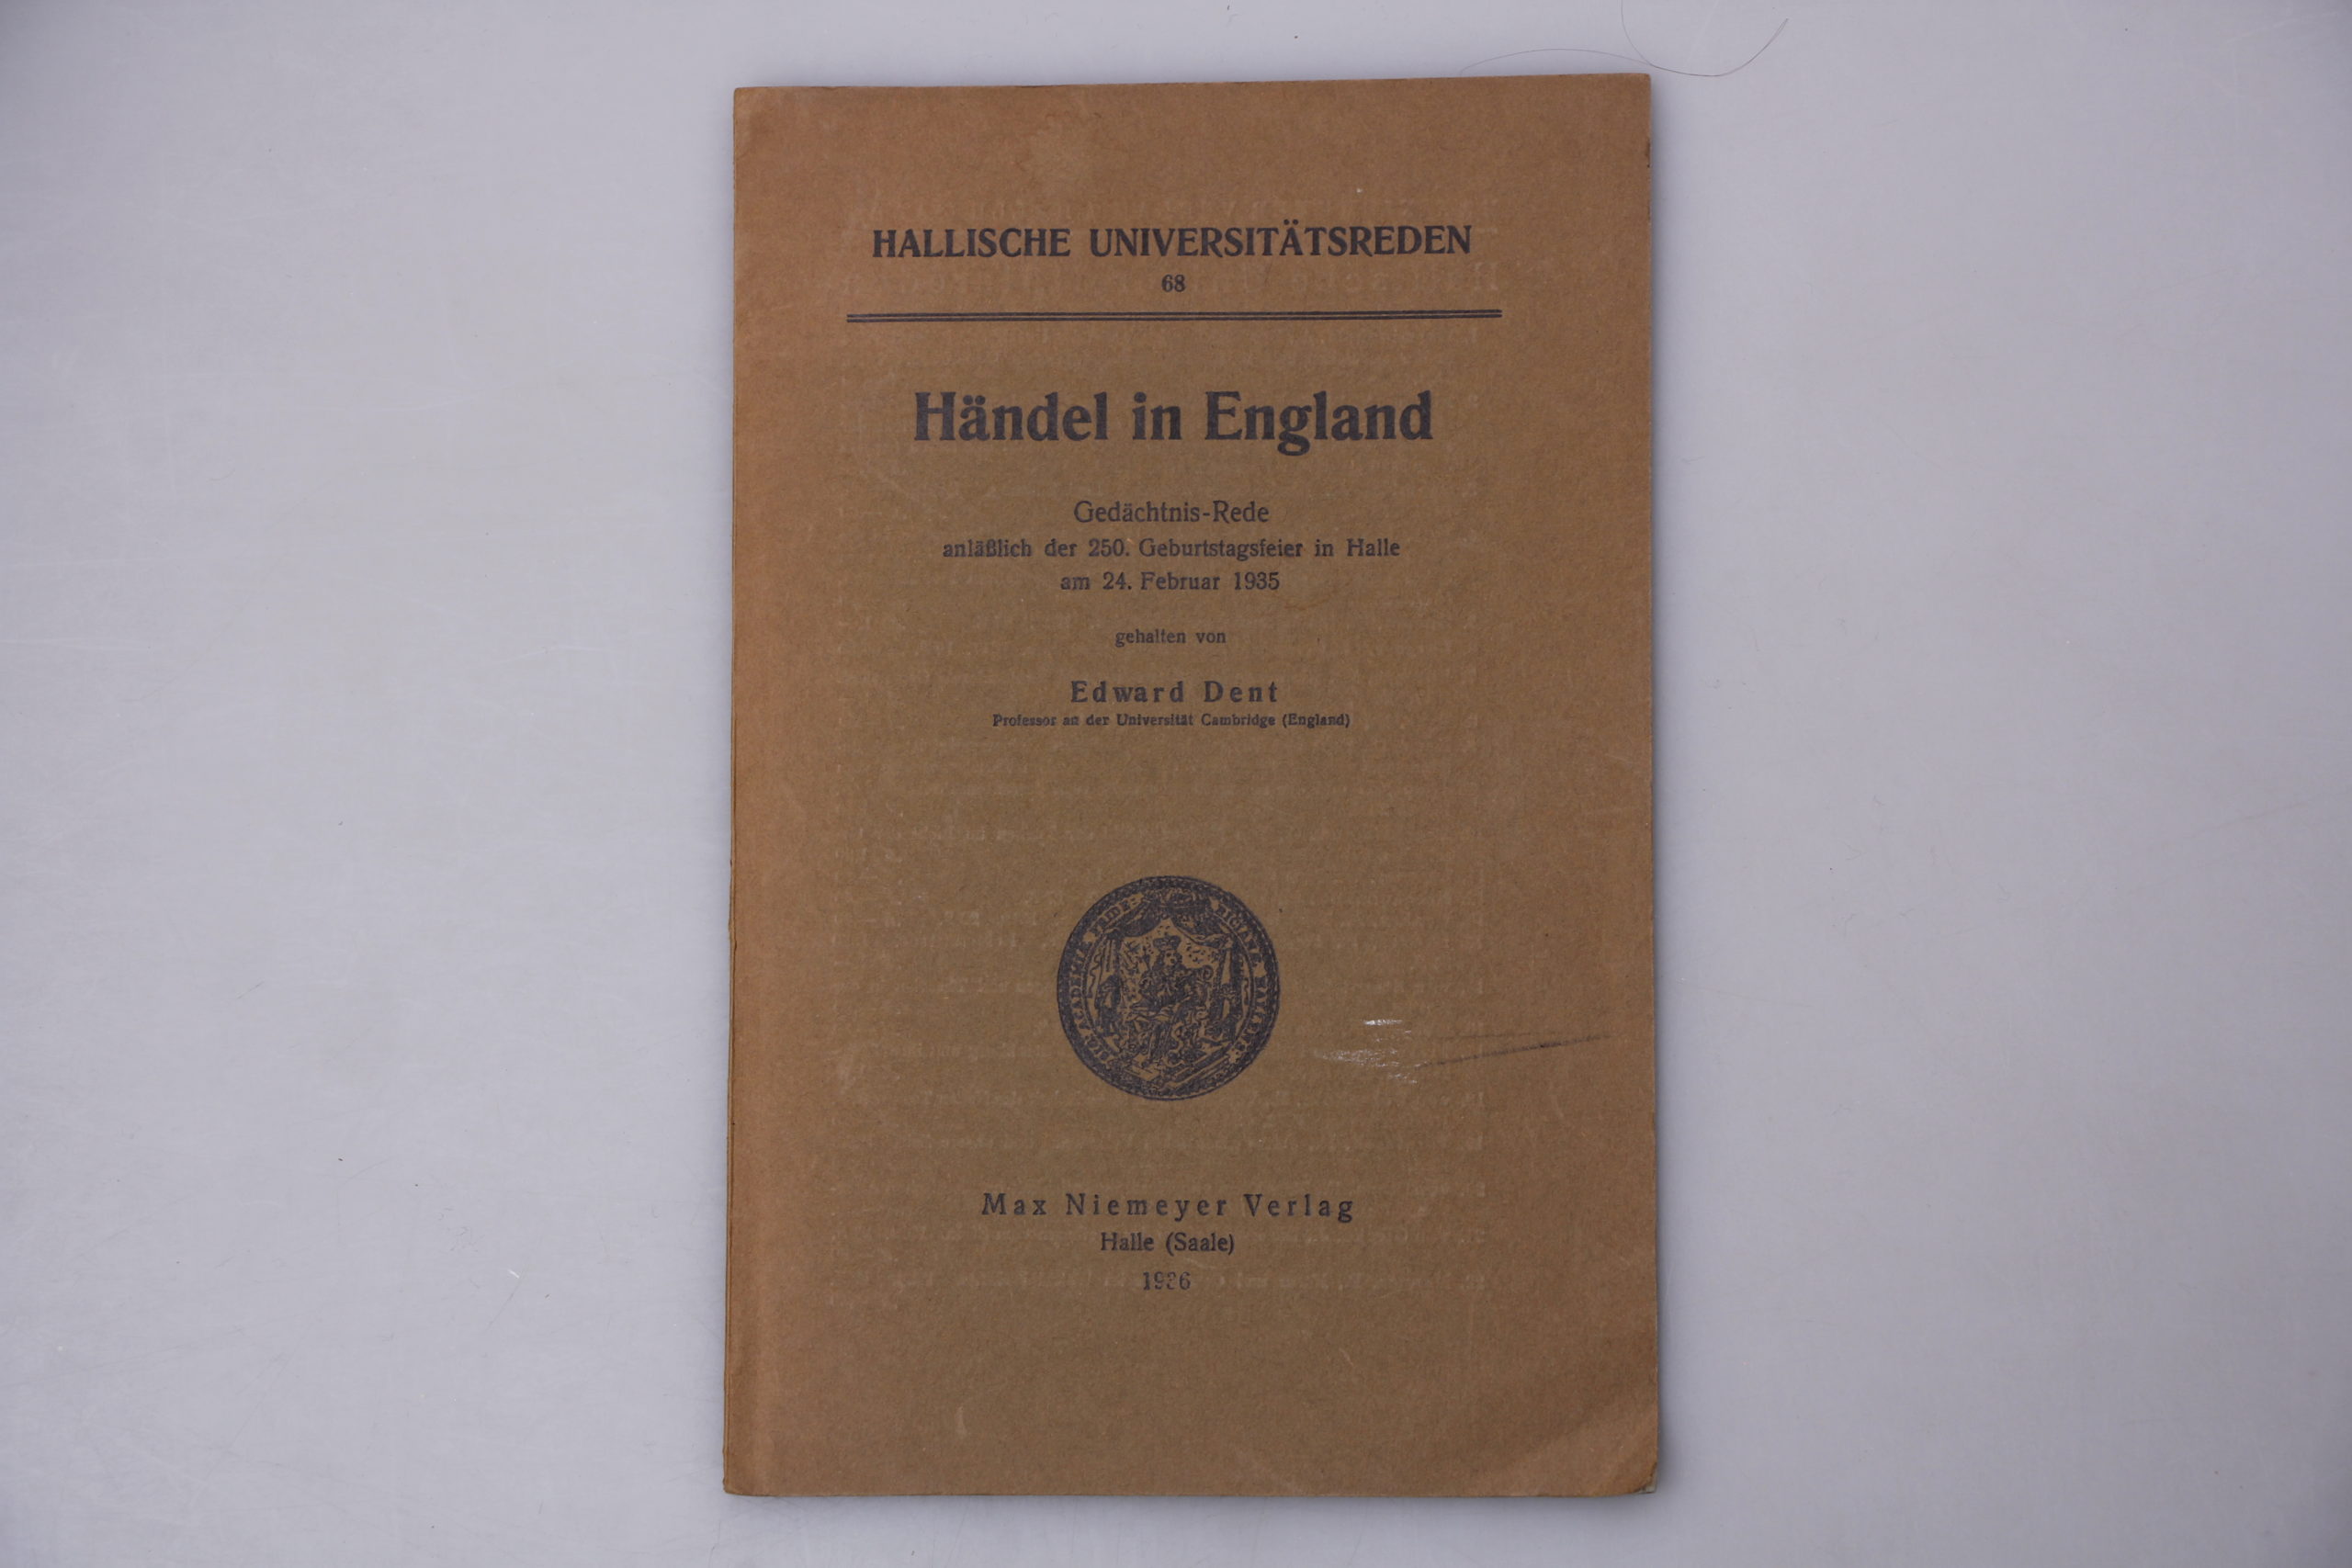 HALLISCHE UNIVERSITÄTSREDEN
68
Händel in England
Gedächtnis-Rede
anläßlich der 250. Geburtstagsfeier in Halle
am 24. Februar 1935
gehalten von
Edward Dent
Professor an der Universität Cambridge (England)
Max Niemeyer Verlag
Halle (Saale)
1936